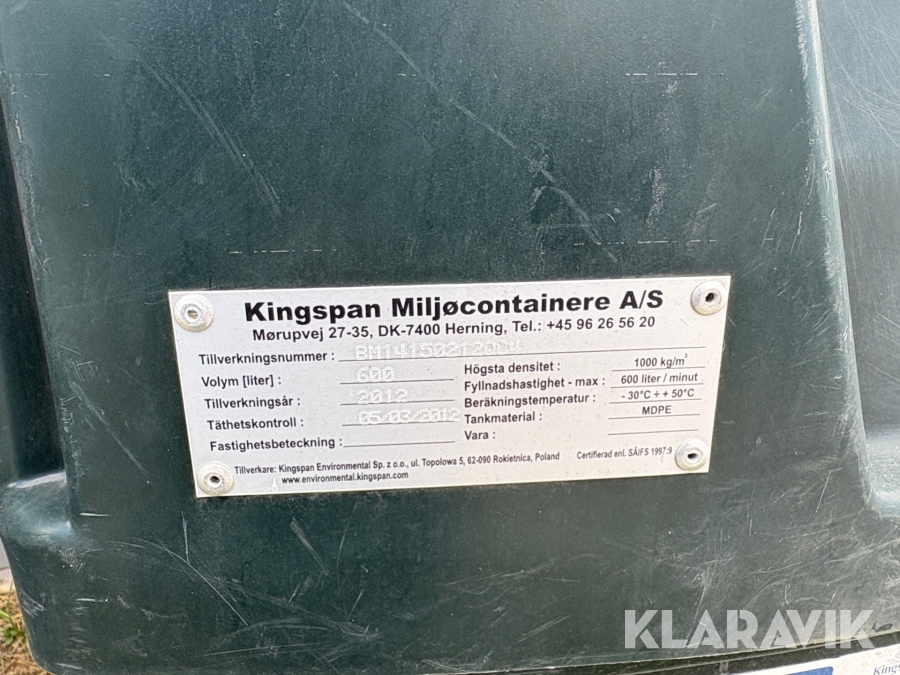 Kingspan Miljøcontainere A/S
Mørupvej 27-35, DK-7400 Herning, Tel.: +45 96 26 56 20
Tillverkningsnummer :
Volym [liter] : 600
Tillverkningsår : 2012
Täthetskontroll : 05/03/2012
Fastighetsbeteckning :
Högsta densitet : 1000 kg/m³
Fyllnadshastighet - max : 600 liter / minut
Beräkningstemperatur : - 30°C ÷ + 50°C
Tankmaterial : MDPE
Vara :
Tillverkare: Kingspan Environmental Sp. z o.o., ul. Topolowa 5, 62-090 Rokietnica, Poland
www.environmental.kingspan.com
Certifierad enl. SÄIFS 1997:9
KLARAVIK